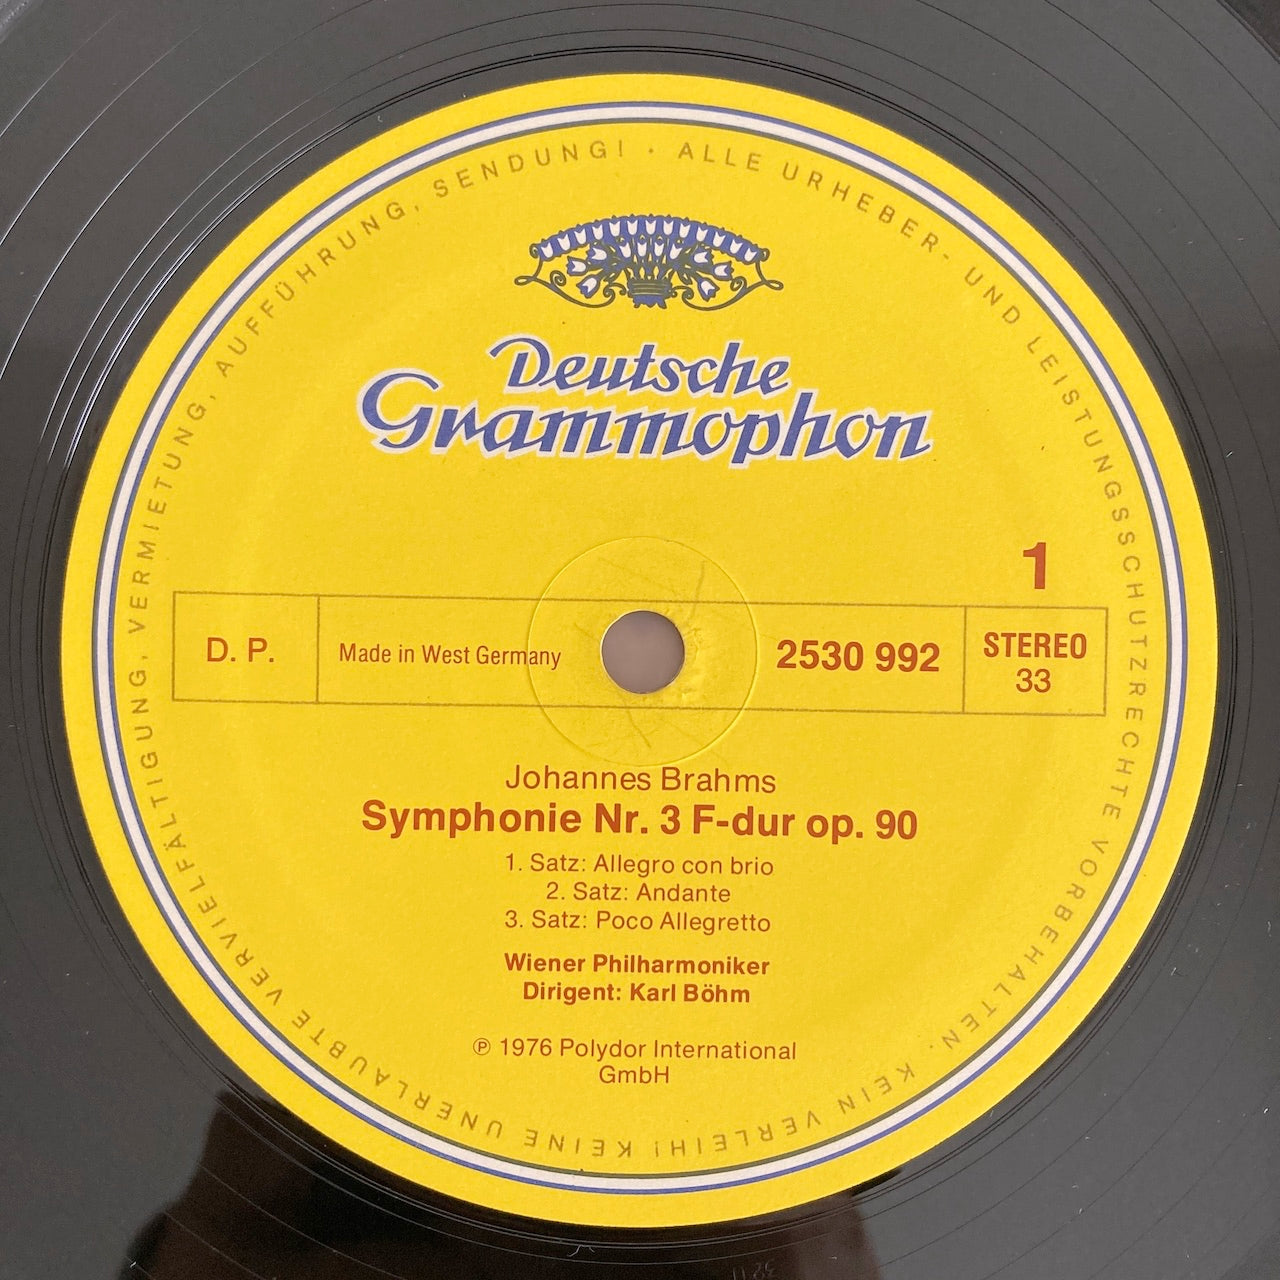 ALLE URHEBER- UND LEISTUNGSSCHUTZRECHTE VORBEHALTEN. KEIN VERLEIH! KEINE UNERLAUBTE VERVIELFÄLTIGUNG, VERMIETUNG, AUFFÜHRUNG, SENDUNG! ·
Deutsche
Grammophon
1
D. P.
Made in West Germany
2530 992
STEREO
33
Johannes Brahms
Symphonie Nr. 3 F-dur op. 90
1. Satz: Allegro con brio
2. Satz: Andante
3. Satz: Poco Allegretto
Wiener Philharmoniker
Dirigent: Karl Böhm
℗ 1976 Polydor International
GmbH